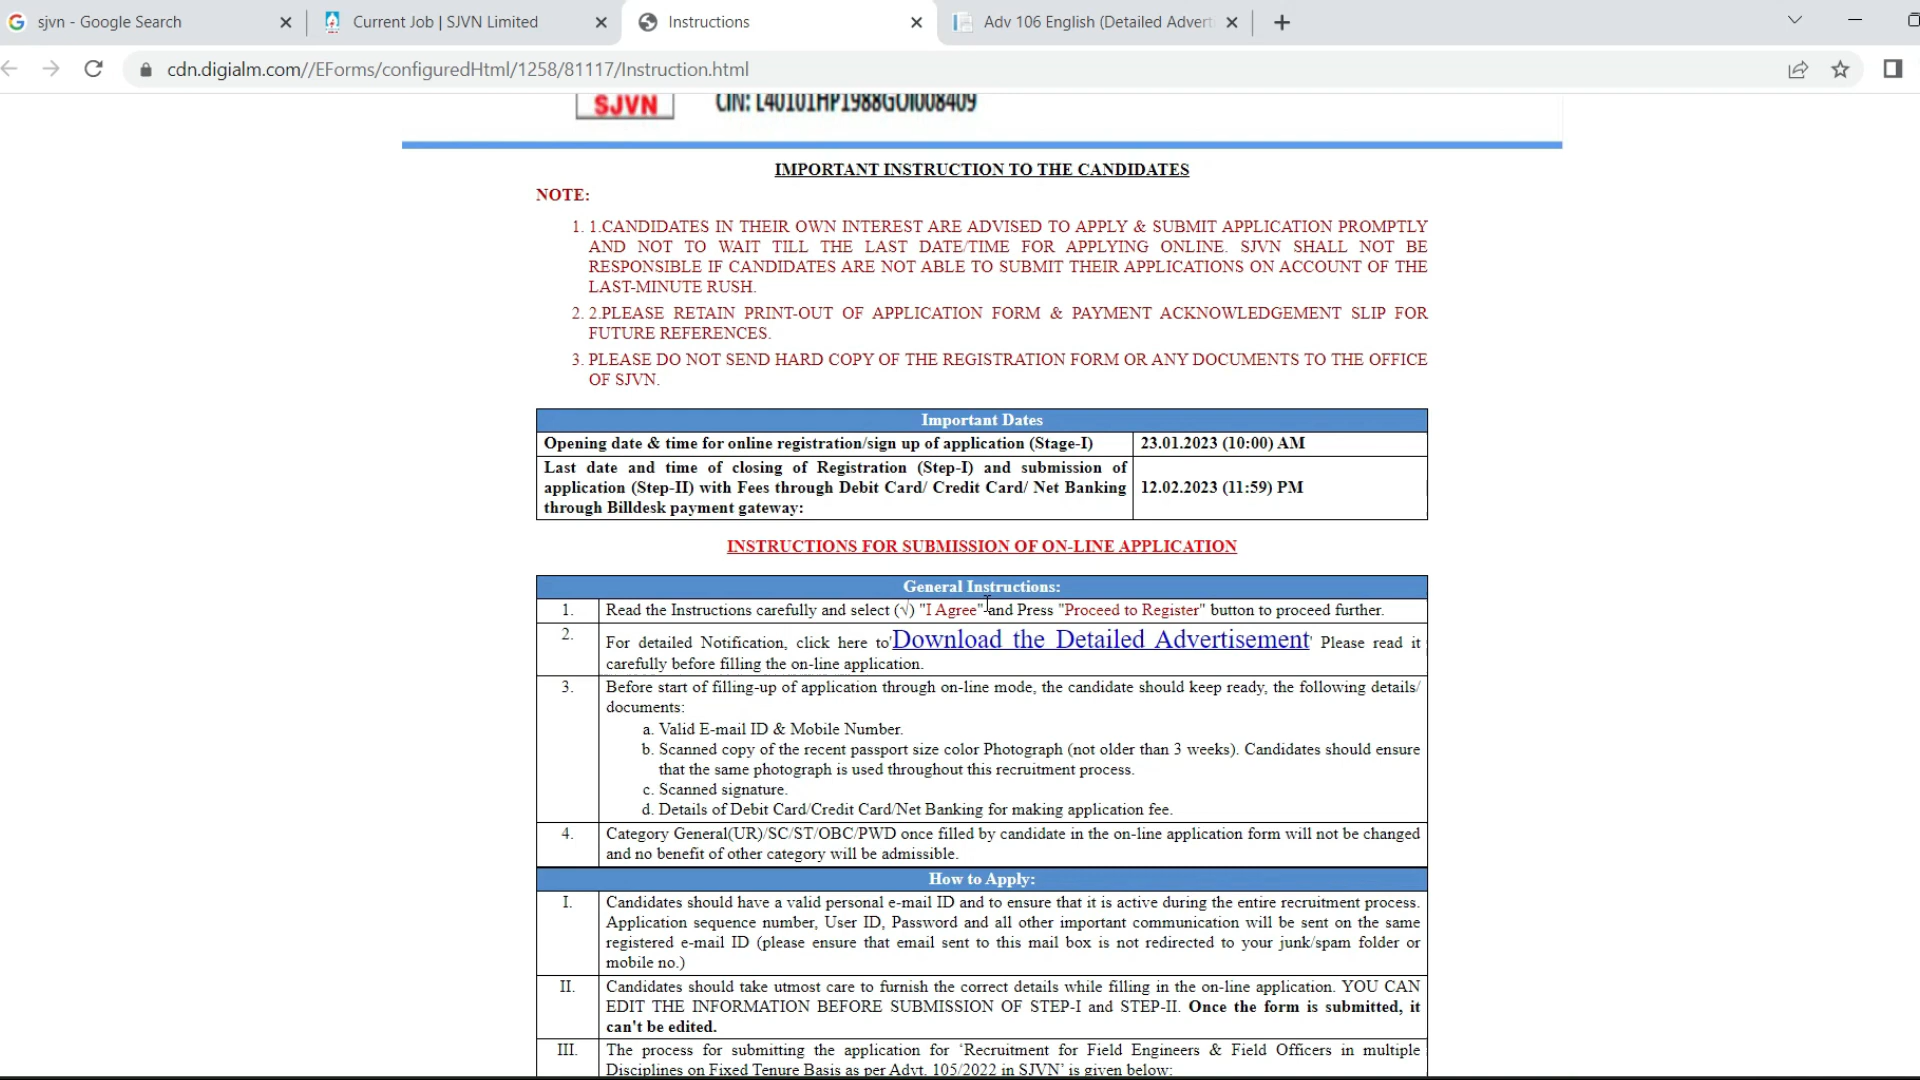 sjvn - Google Search
Current Job | SJVN Limited
Instructions
Adv 106 English (Detailed Advert
cdn.digialm.com//EForms/configuredHtml/1258/81117/Instruction.html
SJVN
CIN: L40101HP1988GOI008409
IMPORTANT INSTRUCTION TO THE CANDIDATES
NOTE:
1. 1.CANDIDATES IN THEIR OWN INTEREST ARE ADVISED TO APPLY & SUBMIT APPLICATION PROMPTLY
AND NOT TO WAIT TILL THE LAST DATE/TIME FOR APPLYING ONLINE. SJVN SHALL NOT BE
RESPONSIBLE IF CANDIDATES ARE NOT ABLE TO SUBMIT THEIR APPLICATIONS ON ACCOUNT OF THE
LAST-MINUTE RUSH.
2. 2.PLEASE RETAIN PRINT-OUT OF APPLICATION FORM & PAYMENT ACKNOWLEDGEMENT SLIP FOR
FUTURE REFERENCES.
3. PLEASE DO NOT SEND HARD COPY OF THE REGISTRATION FORM OR ANY DOCUMENTS TO THE OFFICE
OF SJVN.
Important Dates
Opening date & time for online registration/sign up of application (Stage-I) 23.01.2023 (10:00) AM
Last date and time of closing of Registration (Step-I) and submission of
application (Step-II) with Fees through Debit Card/ Credit Card/ Net Banking 12.02.2023 (11:59) PM
through Billdesk payment gateway:
INSTRUCTIONS FOR SUBMISSION OF ON-LINE APPLICATION
General Instructions:
1. Read the Instructions carefully and select (√) "I Agree" and Press "Proceed to Register" button to proceed further.
2. For detailed Notification, click here to'Download the Detailed Advertisement' Please read it
carefully before filling the on-line application.
3. Before start of filling-up of application through on-line mode, the candidate should keep ready, the following details/
documents:
a. Valid E-mail ID & Mobile Number.
b. Scanned copy of the recent passport size color Photograph (not older than 3 weeks). Candidates should ensure
that the same photograph is used throughout this recruitment process.
c. Scanned signature.
d. Details of Debit Card/Credit Card/Net Banking for making application fee.
4. Category General(UR)/SC/ST/OBC/PWD once filled by candidate in the on-line application form will not be changed
and no benefit of other category will be admissible.
How to Apply:
I. Candidates should have a valid personal e-mail ID and to ensure that it is active during the entire recruitment process.
Application sequence number, User ID, Password and all other important communication will be sent on the same
registered e-mail ID (please ensure that email sent to this mail box is not redirected to your junk/spam folder or
mobile no.)
II. Candidates should take utmost care to furnish the correct details while filling in the on-line application. YOU CAN
EDIT THE INFORMATION BEFORE SUBMISSION OF STEP-I and STEP-II. Once the form is submitted, it
can't be edited.
III. The process for submitting the application for 'Recruitment for Field Engineers & Field Officers in multiple
Disciplines on Fixed Tenure Basis as per Advt. 105/2022 in SJVN' is given below: